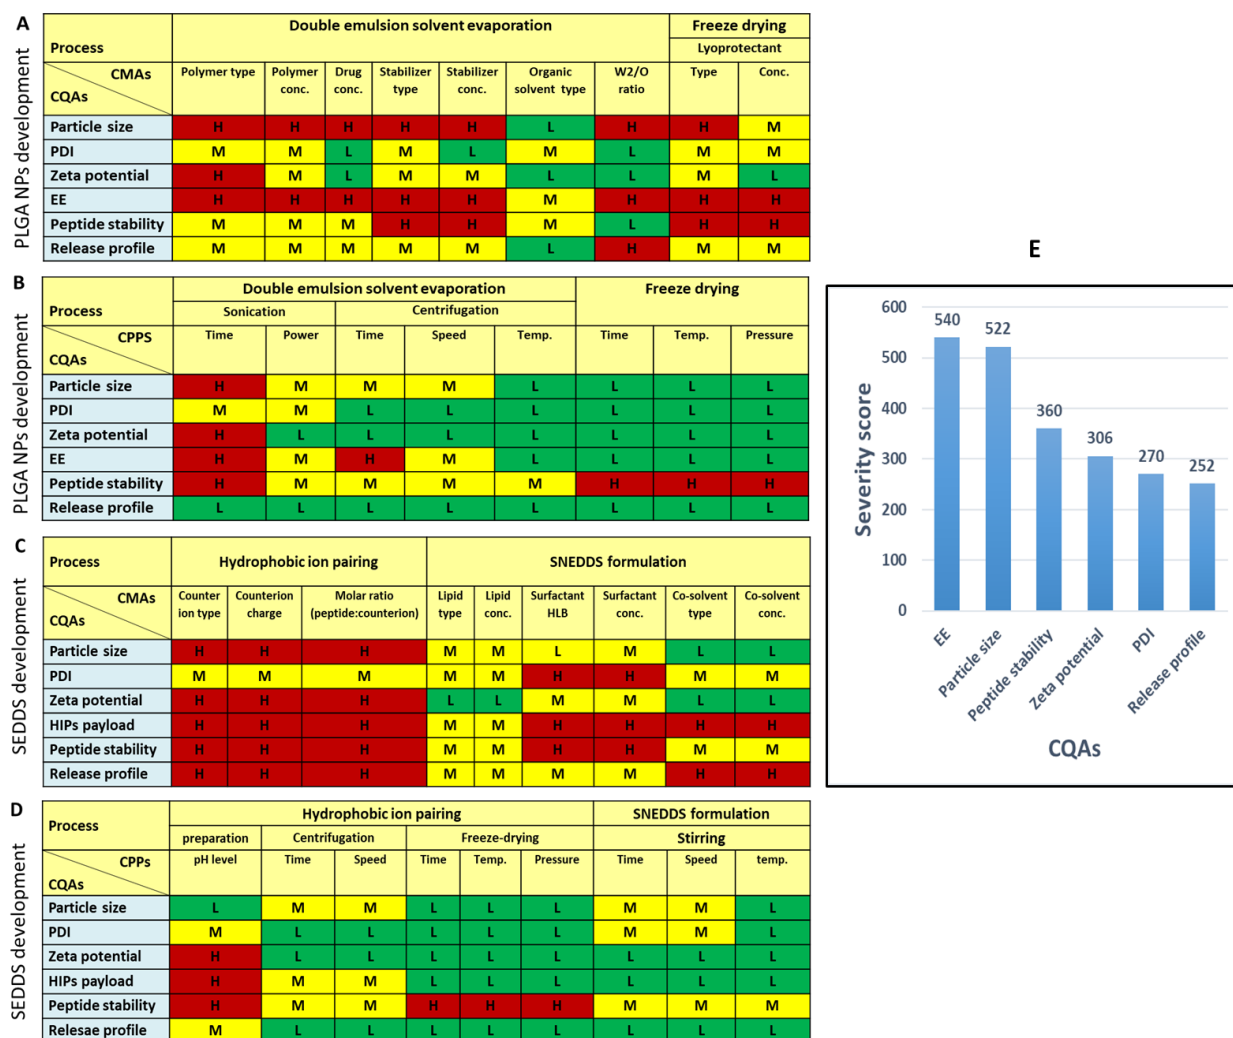 A
PLGA NPs development
Process Double emulsion solvent evaporation Freeze drying
Lyoprotectant
CMAs
CQAs
Polymer type Polymer conc. Drug conc. Stabilizer type Stabilizer conc. Organic solvent type W2/O ratio Type Conc.
Particle size H H H H H L H H M
PDI M M L M L M L M M
Zeta potential H M L M M L L M L
EE H H H H H M H H H
Peptide stability M M M H H M L H H
Release profile M M M M M L H M M
B
PLGA NPs development
Process Double emulsion solvent evaporation Freeze drying
Sonication Centrifugation
CPPS
CQAs
Time Power Time Speed Temp. Time Temp. Pressure
Particle size H M M M L L L L
PDI M M L L L L L L
Zeta potential H L L L L L L L
EE H M H M L L L L
Peptide stability H M M M M H H H
Release profile L L L L L L L L
C
SEDDS development
Process Hydrophobic ion pairing SNEDDS formulation
CMAs
CQAs
Counter ion type Counterion charge Molar ratio (peptide:counterion) Lipid type Lipid conc. Surfactant HLB Surfactant conc. Co-solvent type Co-solvent conc.
Particle size H H H M M L M L L
PDI M M M M M H H M M
Zeta potential H H H L L M M L L
HIPs payload H H H M M H H H H
Peptide stability H H H M M H H M M
Release profile H H H M M M M H H
D
SEDDS development
Process Hydrophobic ion pairing SNEDDS formulation
preparation Centrifugation Freeze-drying Stirring
CPPs
CQAs
pH level Time Speed Time Temp. Pressure Time Speed temp.
Particle size L M M L L L M M L
PDI M L L L L L M M L
Zeta potential H L L L L L L L L
HIPs payload H M M L L L L L L
Peptide stability H M M H H H M M M
Relesae profile M L L L L L L L L
E
Severity score
600
500
400
300
200
100
0
540
522
360
306
270
252
EE
Particle size
Peptide stability
Zeta potential
PDI
Release profile
CQAs